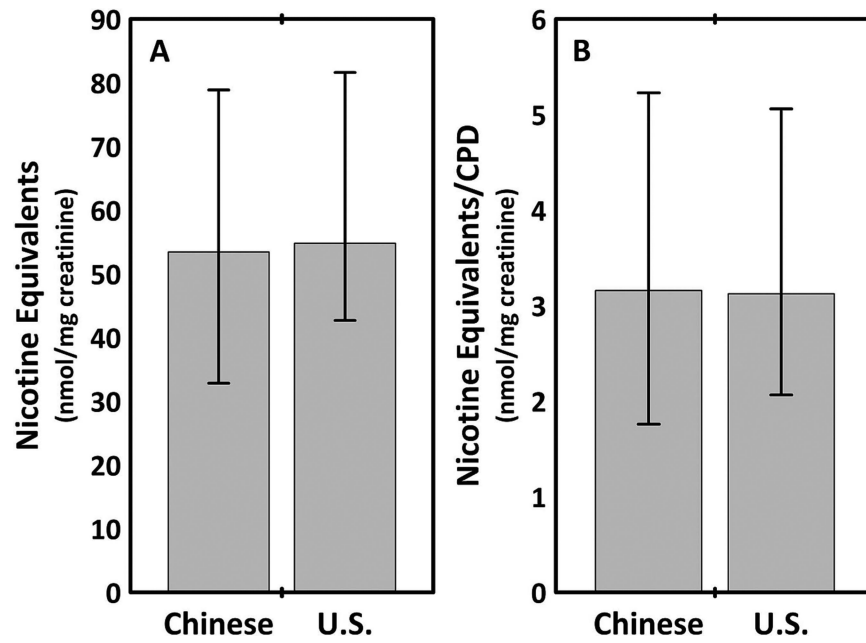 A
Nicotine Equivalents
(nmol/mg creatinine)
90
80
70
60
50
40
30
20
10
0
Chinese U.S.
B
Nicotine Equivalents/CPD
(nmol/mg creatinine)
6
5
4
3
2
1
0
Chinese U.S.